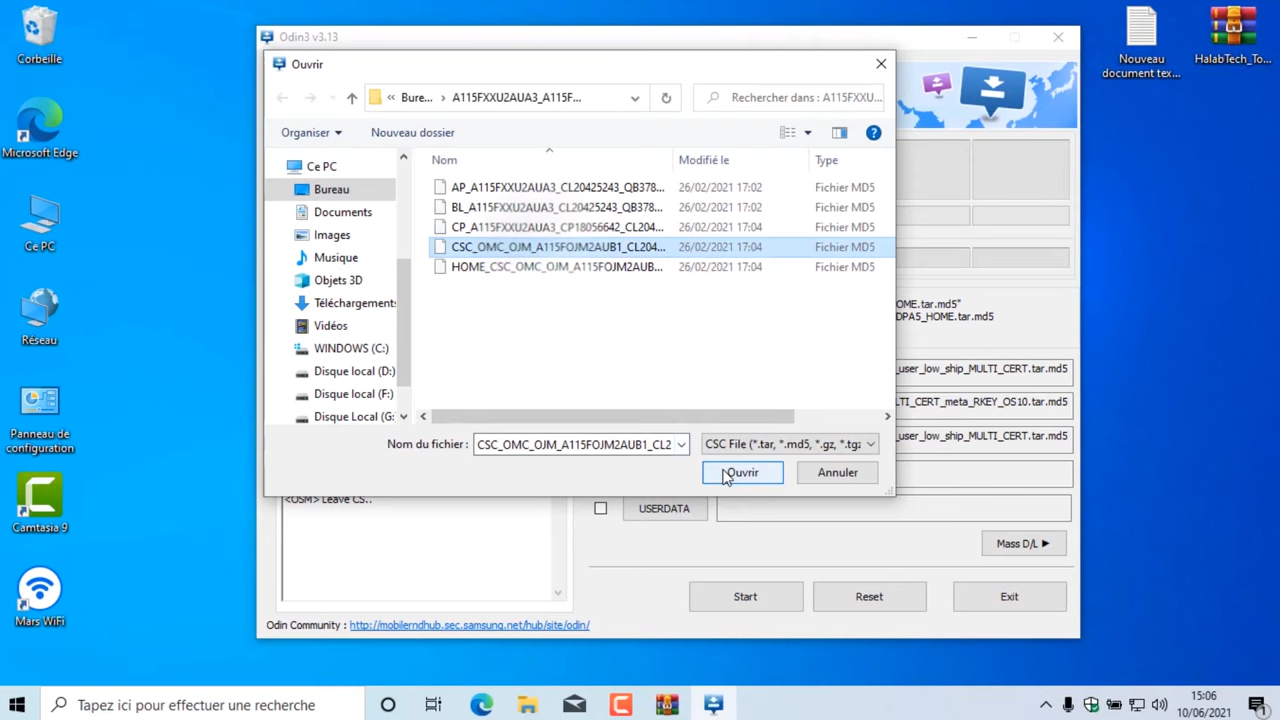 Corbeille
Microsoft Edge
Ce PC
Réseau
Panneau de
configuration
Camtasia 9
Mars WiFi
Nouveau
document tex...
HalabTech_To...
Odin3 v3.13
Ouvrir
« Bure... › A115FXXU2AUA3_A115F...
Rechercher dans : A115FXXU...
Organiser
Nouveau dossier
Ce PC
Bureau
Documents
Images
Musique
Objets 3D
Téléchargements
Vidéos
WINDOWS (C:)
Disque local (D:)
Disque local (F:)
Disque Local (G:
Nom Modifié le Type
AP_A115FXXU2AUA3_CL20425243_QB378... 26/02/2021 17:02 Fichier MD5
BL_A115FXXU2AUA3_CL20425243_QB378... 26/02/2021 17:02 Fichier MD5
CP_A115FXXU2AUA3_CP18056642_CL204... 26/02/2021 17:04 Fichier MD5
CSC_OMC_OJM_A115FOJM2AUB1_CL204... 26/02/2021 17:04 Fichier MD5
HOME_CSC_OMC_OJM_A115FOJM2AUB... 26/02/2021 17:04 Fichier MD5
Nom du fichier : CSC_OMC_OJM_A115FOJM2AUB1_CL2 CSC File (*.tar, *.md5, *.gz, *.tgz
Ouvrir Annuler
OME.tar.md5"
DPA5_HOME.tar.md5
_user_low_ship_MULTI_CERT.tar.md5
LTI_CERT_meta_RKEY_OS10.tar.md5
_user_low_ship_MULTI_CERT.tar.md5
<OSM> Leave CS..
USERDATA
Mass D/L
Start Reset Exit
Odin Community : http://mobilerndhub.sec.samsung.net/hub/site/odin/
Tapez ici pour effectuer une recherche
15:06
10/06/2021
1